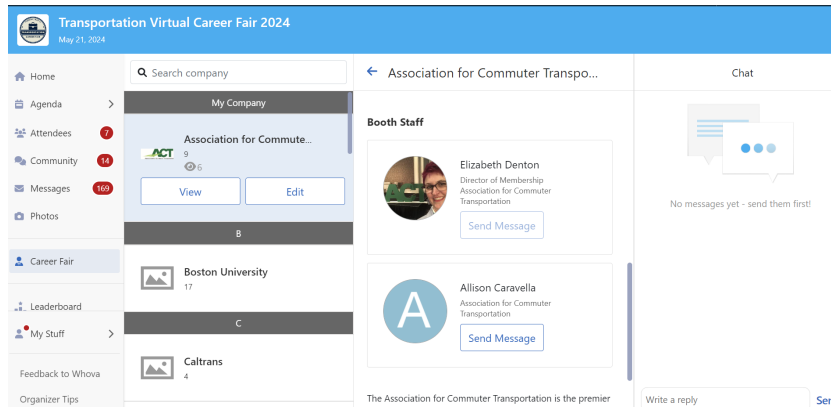 Transportation Virtual Career Fair 2024
May 21, 2024
Home
Agenda
Attendees
7
Community
14
Messages
169
Photos
Career Fair
Leaderboard
My Stuff
Feedback to Whova
Organizer Tips
Search company
My Company
ACT
Association for Commute...
9
6
View
Edit
B
Boston University
17
C
Caltrans
4
Association for Commuter Transpo...
Booth Staff
Elizabeth Denton
Director of Membership
Association for Commuter
Transportation
Send Message
A
Allison Caravella
Association for Commuter
Transportation
Send Message
The Association for Commuter Transportation is the premier
Chat
No messages yet - send them first!
Write a reply
Ser